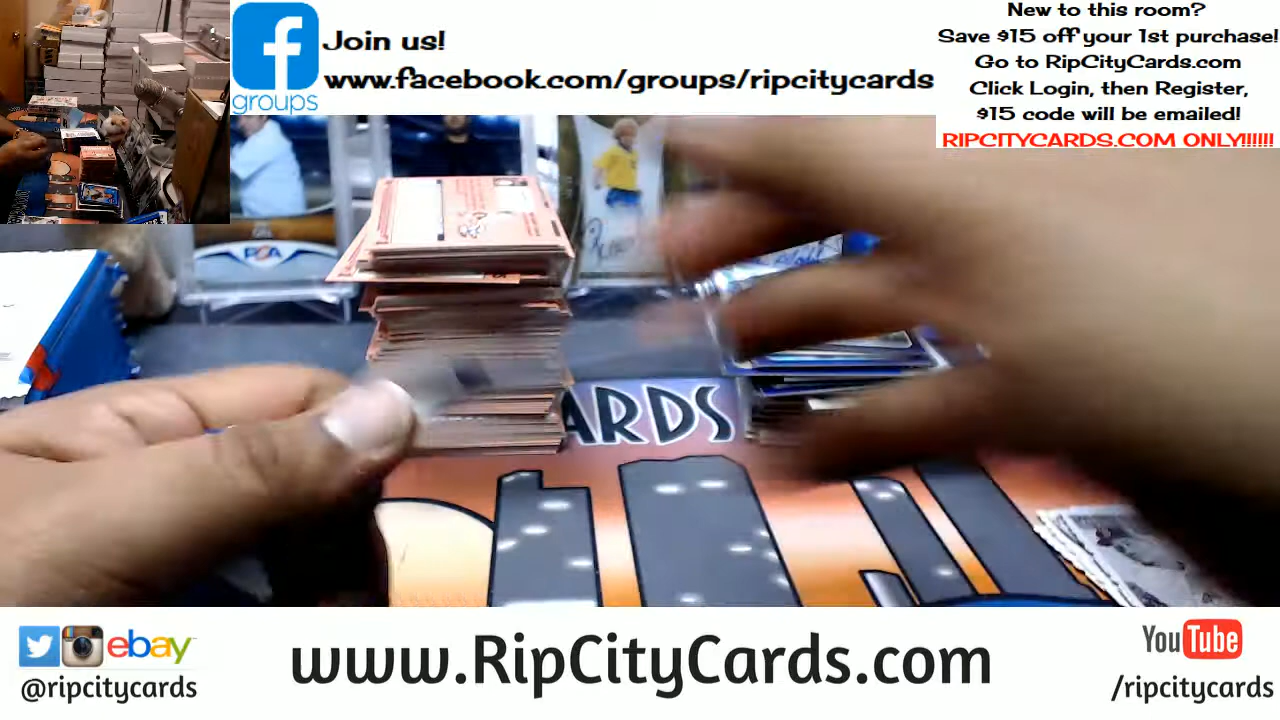 Join us!
www.facebook.com/groups/ripcitycards
groups
New to this room?
Save $15 off your 1st purchase!
Go to RipCityCards.com
Click Login, then Register,
$15 code will be emailed!
RIPCITYCARDS.COM ONLY!!!!!!
PSA
ARDS
ebay
@ripcitycards
www.RipCityCards.com
YouTube
/ripcitycards